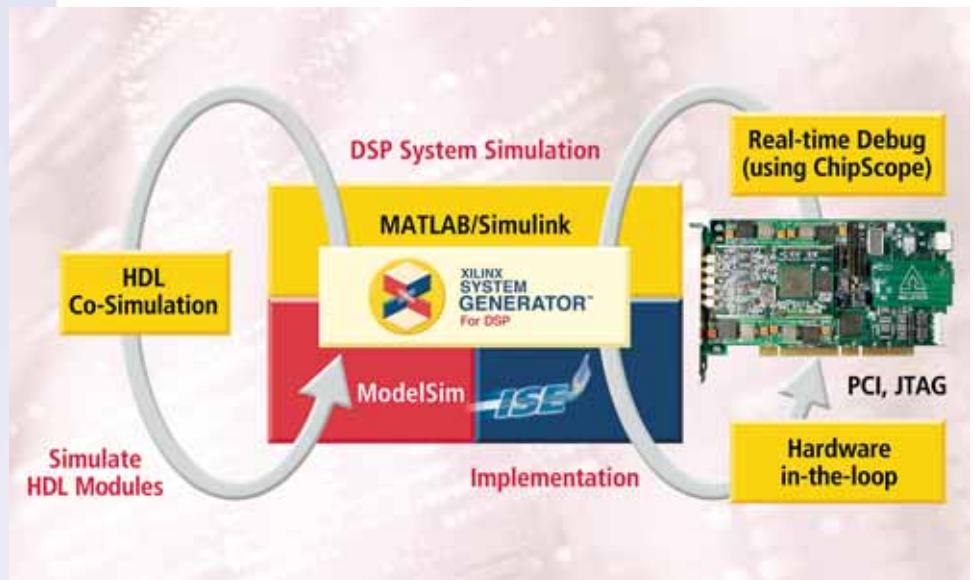 DSP System Simulation
Real-time Debug
(using ChipScope)
MATLAB/Simulink
HDL
Co-Simulation
XILINX
SYSTEM
GENERATOR™
For DSP
ModelSim
ISE
PCI, JTAG
Simulate
HDL Modules
Implementation
Hardware
in-the-loop